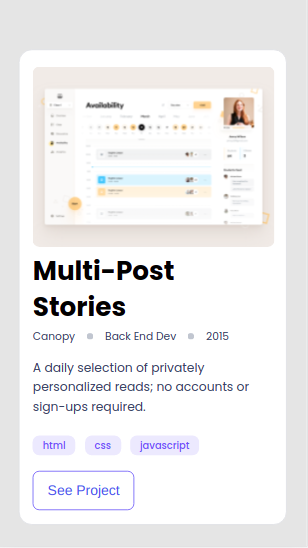 Availability
Multi-Post
Stories
Canopy Back End Dev 2015
A daily selection of privately
personalized reads; no accounts or
sign-ups required.
html css javascript
See Project